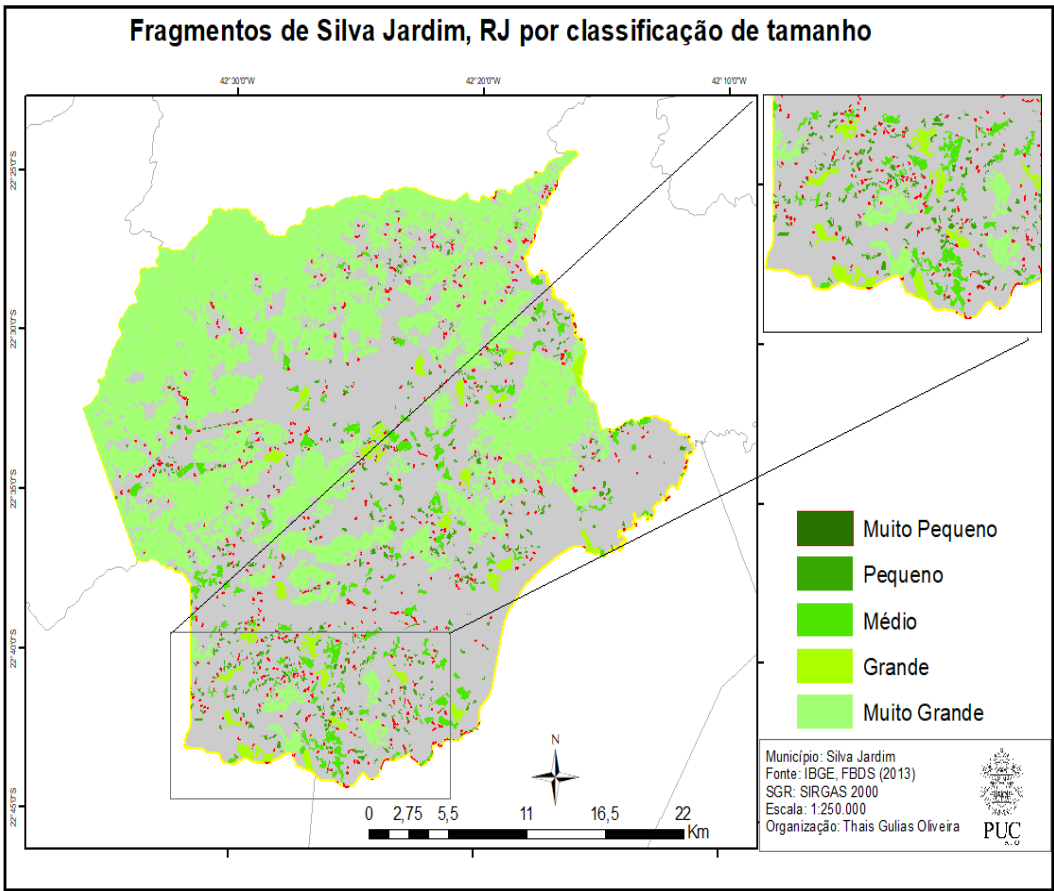 Fragmentos de Silva Jardim, RJ por classificação de tamanho
42°30'0"W
42°20'0"W
42°10'0"W
22°25'0"S
22°30'0"S
22°35'0"S
22°40'0"S
22°45'0"S
Muito Pequeno
Pequeno
Médio
Grande
Muito Grande
N
0 2,75 5,5 11 16,5 22
Km
Município: Silva Jardim
Fonte: IBGE, FBDS (2013)
SGR: SIRGAS 2000
Escala: 1:250.000
Organização: Thais Gulias Oliveira
PUC